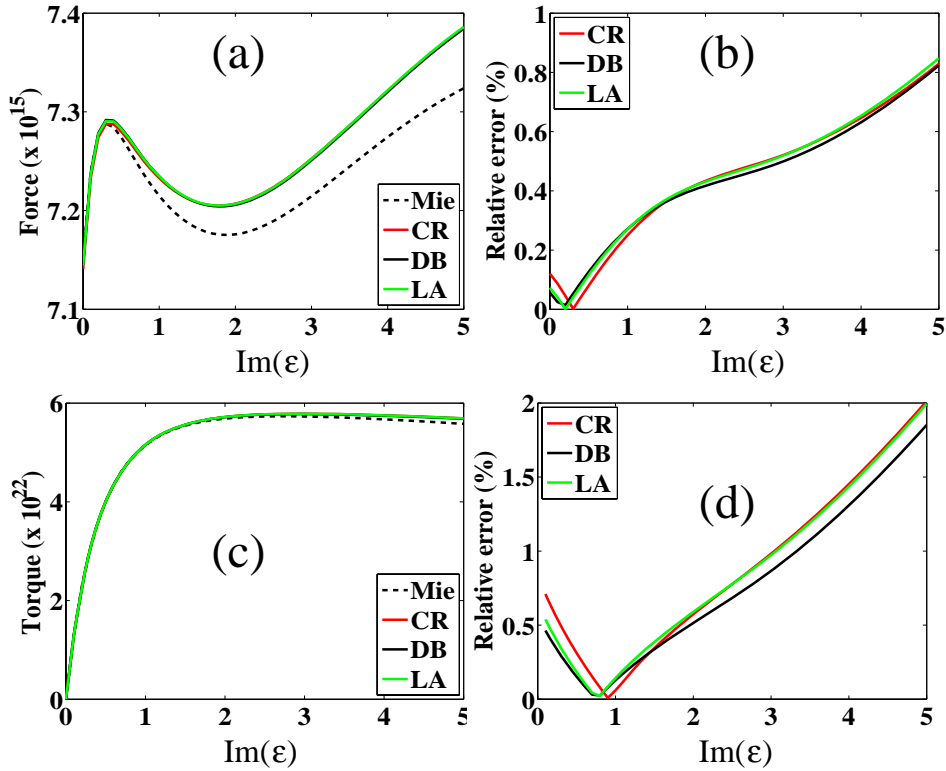 7.4
7.3
7.2
7.1
Force (x 10^15)
(a)
Mie
CR
DB
LA
0 1 2 3 4 5
Im(ε)
1
0.8
0.6
0.4
0.2
0
Relative error (%)
CR
DB
LA
(b)
0 1 2 3 4 5
Im(ε)
6
4
2
0
Torque (x 10^22)
(c)
Mie
CR
DB
LA
0 1 2 3 4 5
Im(ε)
2
1.5
1
0.5
0
Relative error (%)
CR
DB
LA
(d)
0 1 2 3 4 5
Im(ε)